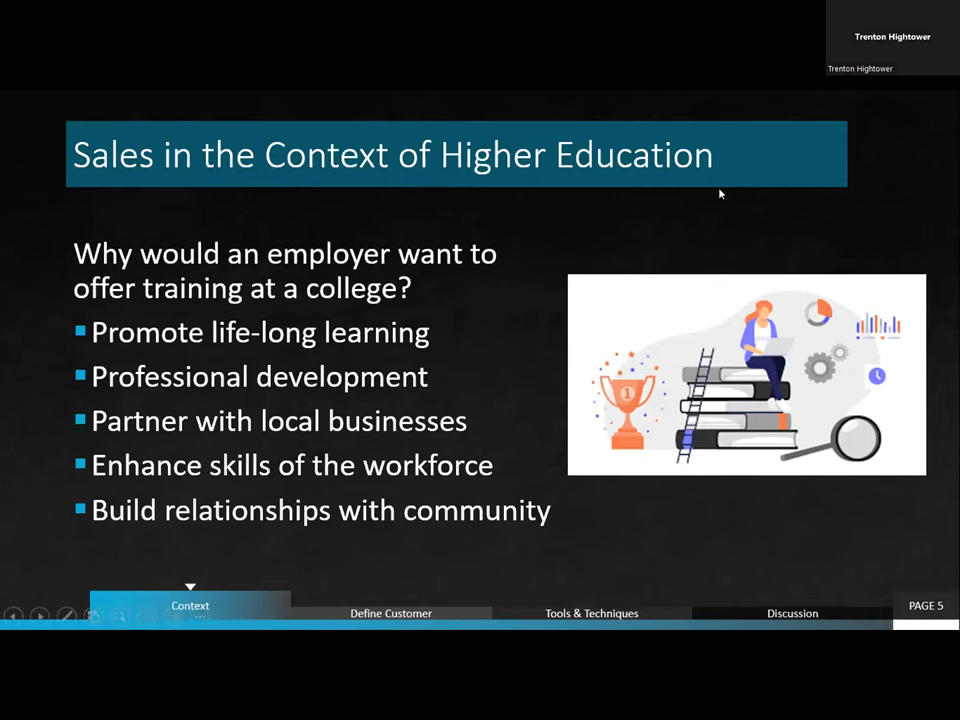 Trenton Hightower
Trenton Hightower
Sales in the Context of Higher Education
Why would an employer want to
offer training at a college?
Promote life-long learning
Professional development
Partner with local businesses
Enhance skills of the workforce
Build relationships with community
1
Context
Define Customer
Tools & Techniques
Discussion
PAGE 5